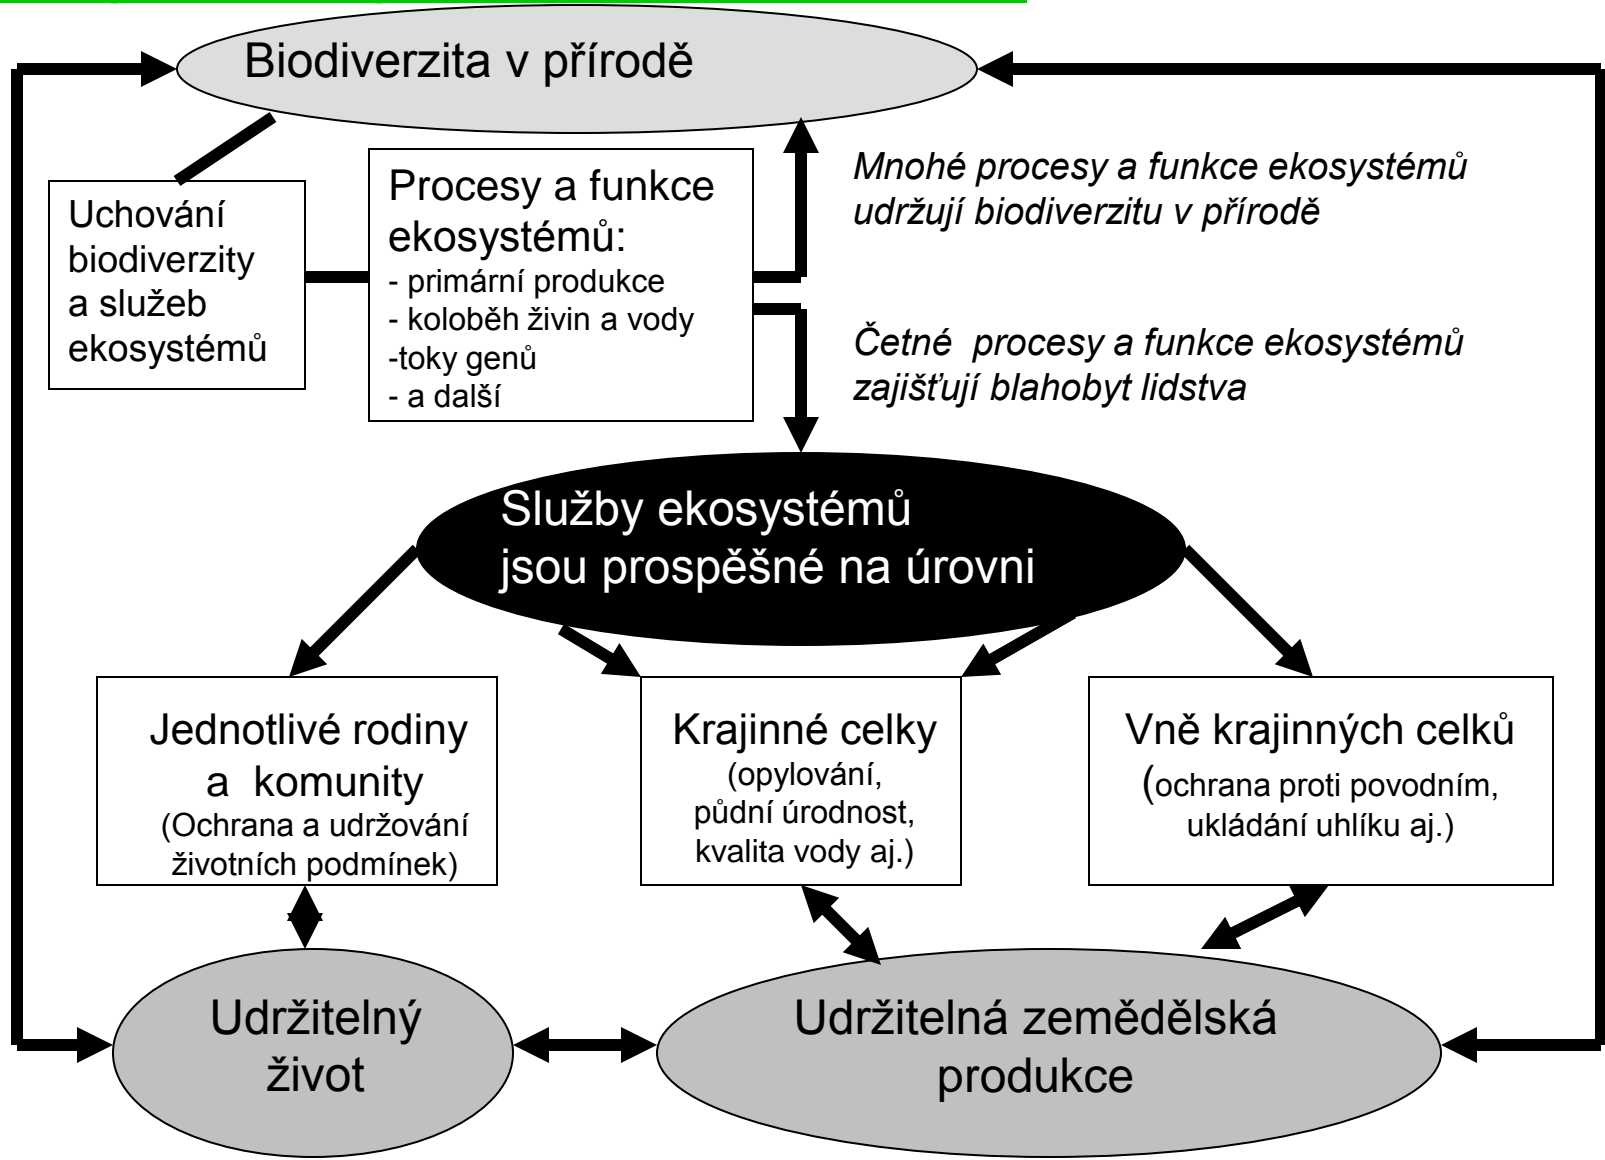 Biodiverzita v přírodě
Uchování
biodiverzity
a služeb
ekosystémů
Procesy a funkce
ekosystémů:
- primární produkce
- koloběh živin a vody
-toky genů
- a další
Mnohé procesy a funkce ekosystémů
udržují biodiverzitu v přírodě
Četné  procesy a funkce ekosystémů
zajišťují blahobyt lidstva
Služby ekosystémů
jsou prospěšné na úrovni
Jednotlivé rodiny
a  komunity
(Ochrana a udržování
životních podmínek)
Krajinné celky
(opylování,
půdní úrodnost,
kvalita vody aj.)
Vně krajinných celků
(ochrana proti povodním,
ukládání uhlíku aj.)
Udržitelný
život
Udržitelná zemědělská
produkce